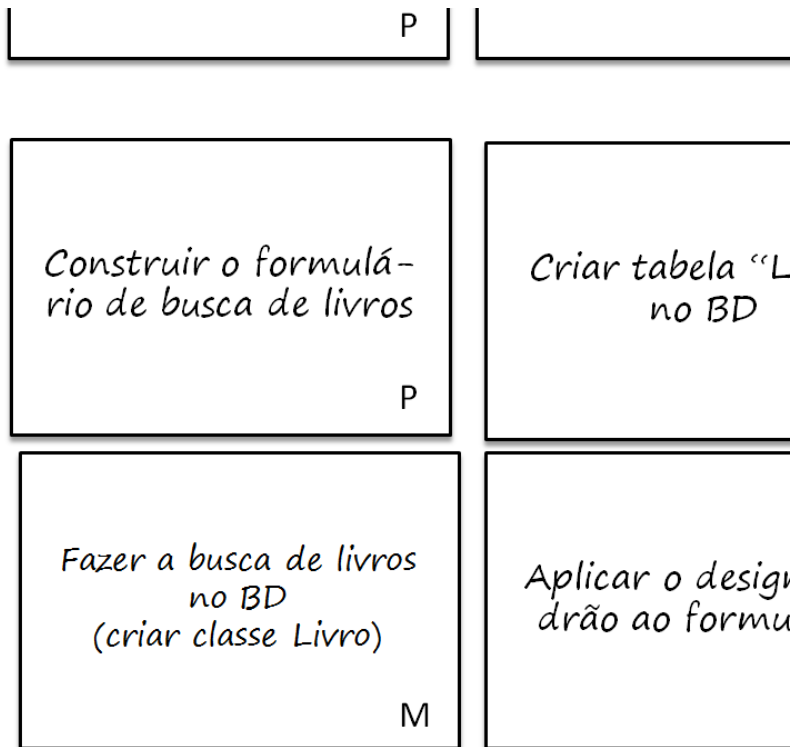 P
Construir o formulá-
rio de busca de livros
P
Criar tabela “L
no BD
Fazer a busca de livros
no BD
(criar classe Livro)
M
Aplicar o design
drão ao formu